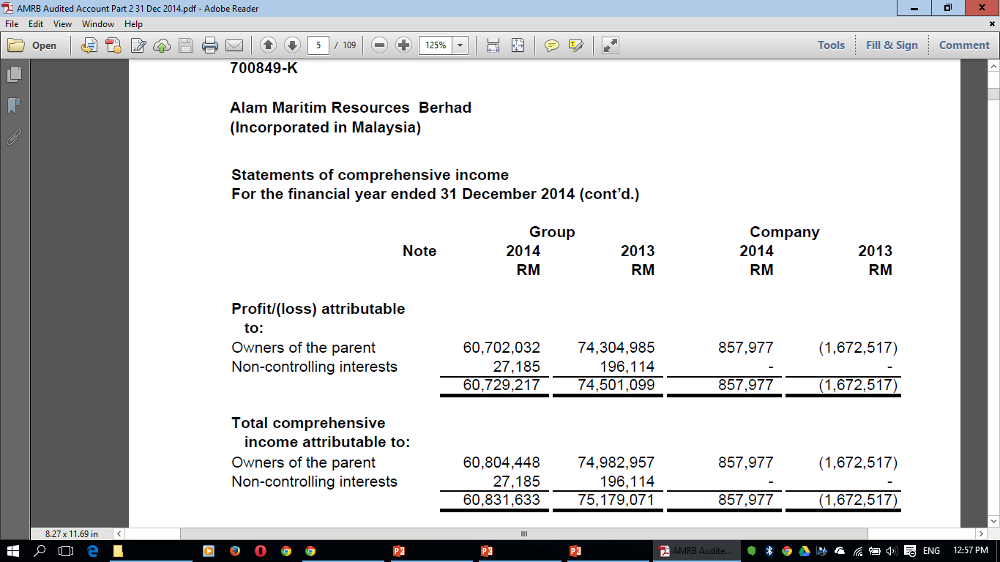 AMRB Audited Account Part 2 31 Dec 2014.pdf - Adobe Reader
File Edit View Window Help
Open 5 / 109 125% Tools Fill & Sign Comment
700849-K
Alam Maritim Resources Berhad
(Incorporated in Malaysia)
Statements of comprehensive income
For the financial year ended 31 December 2014 (cont'd.)
Group Company
Note 2014 2013 2014 2013
RM RM RM RM
Profit/(loss) attributable
to:
Owners of the parent 60,702,032 74,304,985 857,977 (1,672,517)
Non-controlling interests 27,185 196,114 - -
60,729,217 74,501,099 857,977 (1,672,517)
Total comprehensive
income attributable to:
Owners of the parent 60,804,448 74,982,957 857,977 (1,672,517)
Non-controlling interests 27,185 196,114 - -
60,831,633 75,179,071 857,977 (1,672,517)
8.27 x 11.69 in
AMRB Audite... ENG 12:57 PM